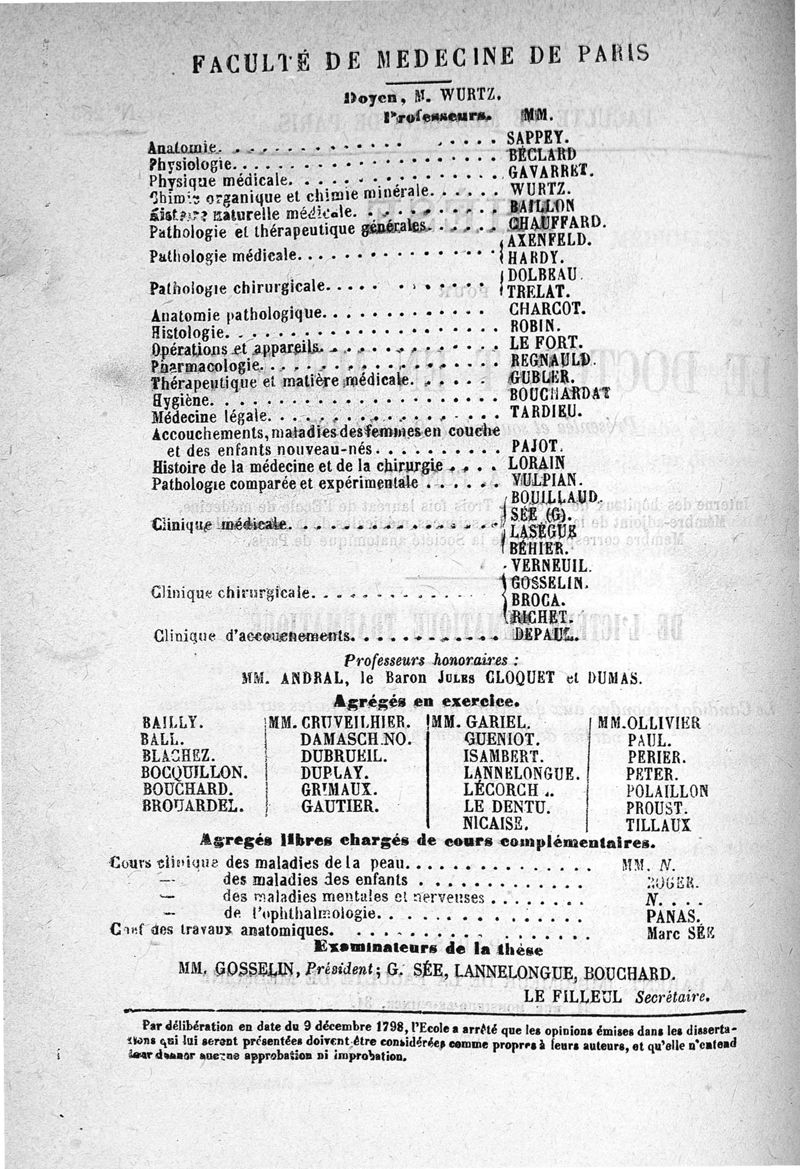 FACULTÉ DE MEDECINE DE PARIS
Doyen, M. WURTZ.
Professeurs. MM.
Anatomie. . . . . . . . . . . . . . . . SAPPEY.
Physiologie. . . . . . . . . . . . . . . . BÉCLARD
Physique médicale. . . . . . . . . . . . . . GAVARRET.
Chimie organique et chimie minérale. . . . . . WURTZ.
Histoire naturelle médicale. . . . . . . . . . BAILLON
Pathologie et thérapeutique générales. . . . . . CHAUFFARD.
AXENFELD.
Pathologie médicale. . . . . . . . . . . . . HARDY.
DOLBEAU
Pathologie chirurgicale. . . . . . . . . . . TRELAT.
Anatomie pathologique. . . . . . . . . . . . CHARCOT.
Histologie. . . . . . . . . . . . . . . . ROBIN.
Opérations et appareils. . . . . . . . . . . LE FORT.
Pharmacologie. . . . . . . . . . . . . . . REGNAULD.
Thérapeutique et matière médicale. . . . . . . GUBLER.
Hygiène. . . . . . . . . . . . . . . . . BOUCHARDAT
Médecine légale. . . . . . . . . . . . . . TARDIEU.
Accouchements, maladies des femmes en couche
et des enfants nouveau-nés . . . . . . . . PAJOT.
Histoire de la médecine et de la chirurgie . . . . LORAIN
Pathologie comparée et expérimentale . . . . . . VULPIAN.
BOUILLAUD.
Clinique médicale. . . . . . . . . . . . . SÉE (G).
LASÈGUE
BÉHIER.
VERNEUIL.
GOSSELIN.
Clinique chirurgicale. . . . . . . . . . . . BROCA.
RICHET.
Clinique d'accouchements. . . . . . . . . . . DEPAUL.
Professeurs honoraires :
MM. ANDRAL, le Baron JULES CLOQUET et DUMAS.
Agrégés en exercice.
BAILLY. MM. CRUVEILHIER. MM. GARIEL. MM. OLLIVIER
BALL. DAMASCHINO. GUENIOT. PAUL.
BLACHEZ. DUBRUEIL. ISAMBERT. PERIER.
BOCQUILLON. DUPLAY. LANNELONGUE. PETER.
BOUCHARD. GRIMAUX. LÉCORCH .. POLAILLON
BROUARDEL. GAUTIER. LE DENTU. PROUST.
NICAISE. TILLAUX
Agregés libres chargés de cours complémentaires.
Cours clinique des maladies de la peau. . . . . . . . . . . . . MM. N.
— des maladies des enfants . . . . . . . . . . . . ROGER.
— des maladies mentales et nerveuses . . . . . . . . N. . . .
— de l'ophthalmologie. . . . . . . . . . . . . . PANAS.
Chef des travaux anatomiques. . . . . . . . . . . . . . Marc SÉE
Examinateurs de la thèse
MM. GOSSELIN, Président; G. SÉE, LANNELONGUE, BOUCHARD.
LE FILLEUL Secrétaire.
Par délibération en date du 9 décembre 1798, l'Ecole a arrêté que les opinions émises dans les disserta-
tions qui lui seront présentées doivent être considérées comme propres à leurs auteurs, et qu'elle n'entend
leur donner aucune approbation ni improbation.